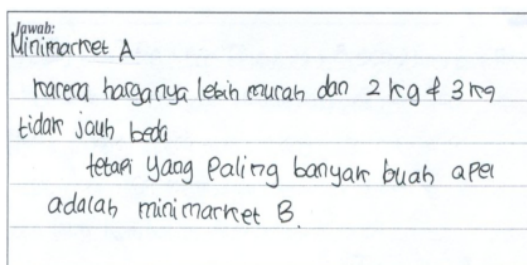 Jawab:
Minimarket A
karena harganya lebih murah dan 2 kg & 3 kg
tidak jauh beda
tetapi yang paling banyak buah apel
adalah minimarket B.